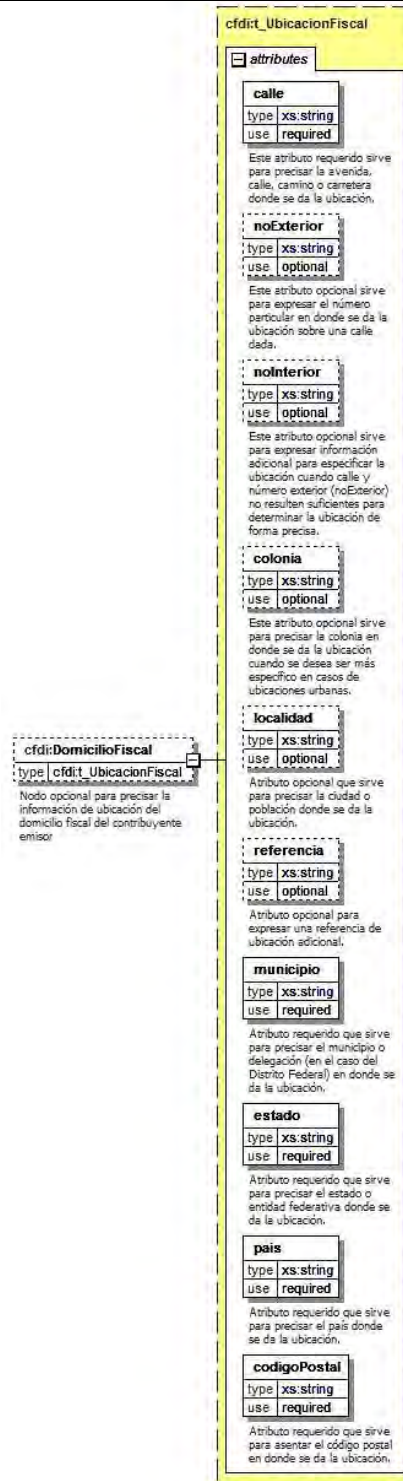 cfdi:t_UbicacionFiscal
attributes
calle
type xs:string
use required
Este atributo requerido sirve
para precisar la avenida,
calle, camino o carretera
donde se da la ubicación.
noExterior
type xs:string
use optional
Este atributo opcional sirve
para expresar el número
particular en donde se da la
ubicación sobre una calle
dada.
noInterior
type xs:string
use optional
Este atributo opcional sirve
para expresar información
adicional para especificar la
ubicación cuando calle y
número exterior (noExterior)
no resulten suficientes para
determinar la ubicación de
forma precisa.
colonia
type xs:string
use optional
Este atributo opcional sirve
para precisar la colonia en
donde se da la ubicación
cuando se desea ser más
específico en casos de
ubicaciones urbanas.
localidad
type xs:string
use optional
Atributo opcional que sirve
para precisar la ciudad o
población donde se da la
ubicación.
cfdi:DomicilioFiscal
type cfdi:t_UbicacionFiscal
Nodo opcional para precisar la
información de ubicación del
domicilio fiscal del contribuyente
emisor
referencia
type xs:string
use optional
Atributo opcional para
expresar una referencia de
ubicación adicional.
municipio
type xs:string
use required
Atributo requerido que sirve
para precisar el municipio o
delegación (en el caso del
Distrito Federal) en donde se
da la ubicación.
estado
type xs:string
use required
Atributo requerido que sirve
para precisar el estado o
entidad federativa donde se
da la ubicación.
pais
type xs:string
use required
Atributo requerido que sirve
para precisar el país donde
se da la ubicación.
codigoPostal
type xs:string
use required
Atributo requerido que sirve
para asentar el código postal
en donde se da la ubicación.